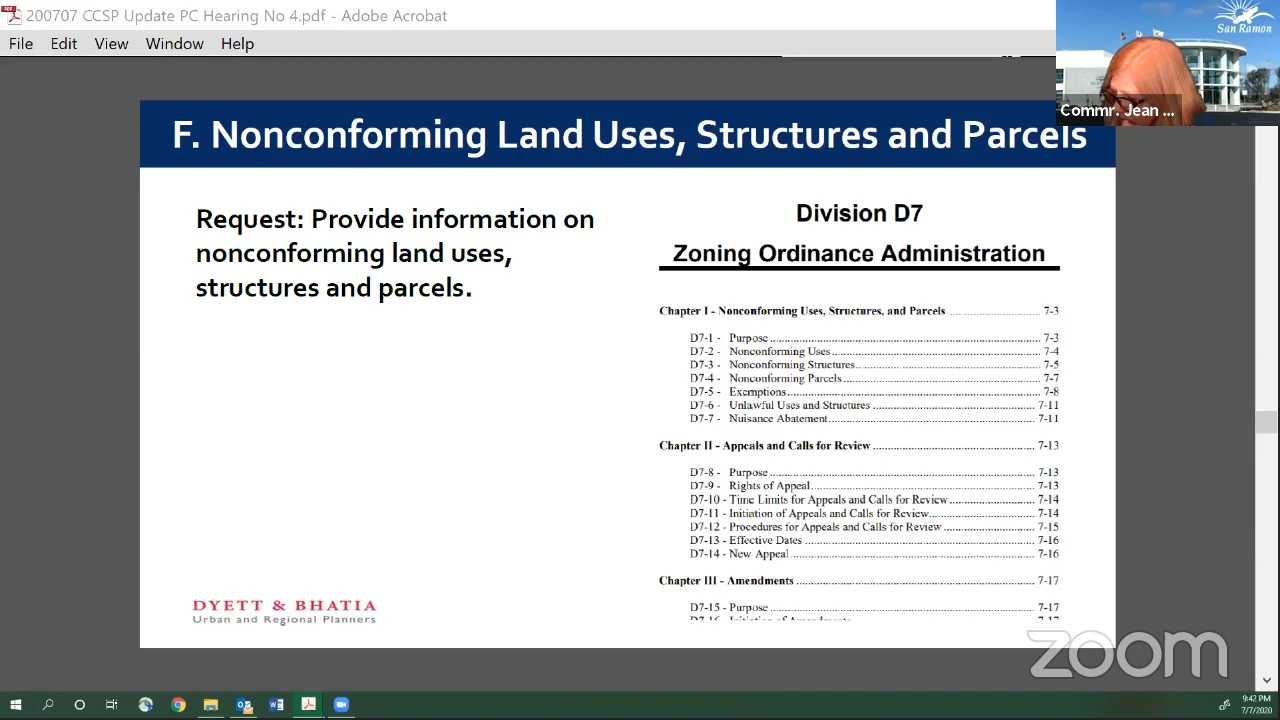 200707 CCSP Update PC Hearing No 4.pdf - Adobe Acrobat
File Edit View Window Help
San Ramon
Commr. Jean ...
F. Nonconforming Land Uses, Structures and Parcels
Request: Provide information on
nonconforming land uses,
structures and parcels.
Division D7
Zoning Ordinance Administration
Chapter I - Nonconforming Uses, Structures, and Parcels 7-3
D7-1 - Purpose 7-3
D7-2 - Nonconforming Uses 7-4
D7-3 - Nonconforming Structures 7-5
D7-4 - Nonconforming Parcels 7-7
D7-5 - Exemptions 7-8
D7-6 - Unlawful Uses and Structures 7-11
D7-7 - Nuisance Abatement 7-11
Chapter II - Appeals and Calls for Review 7-13
D7-8 - Purpose 7-13
D7-9 - Rights of Appeal 7-13
D7-10 - Time Limits for Appeals and Calls for Review 7-14
D7-11 - Initiation of Appeals and Calls for Review 7-14
D7-12 - Procedures for Appeals and Calls for Review 7-15
D7-13 - Effective Dates 7-16
D7-14 - New Appeal 7-16
Chapter III - Amendments 7-17
D7-15 - Purpose 7-17
DYETT & BHATIA
Urban and Regional Planners
zoom
9:42 PM
7/7/2020